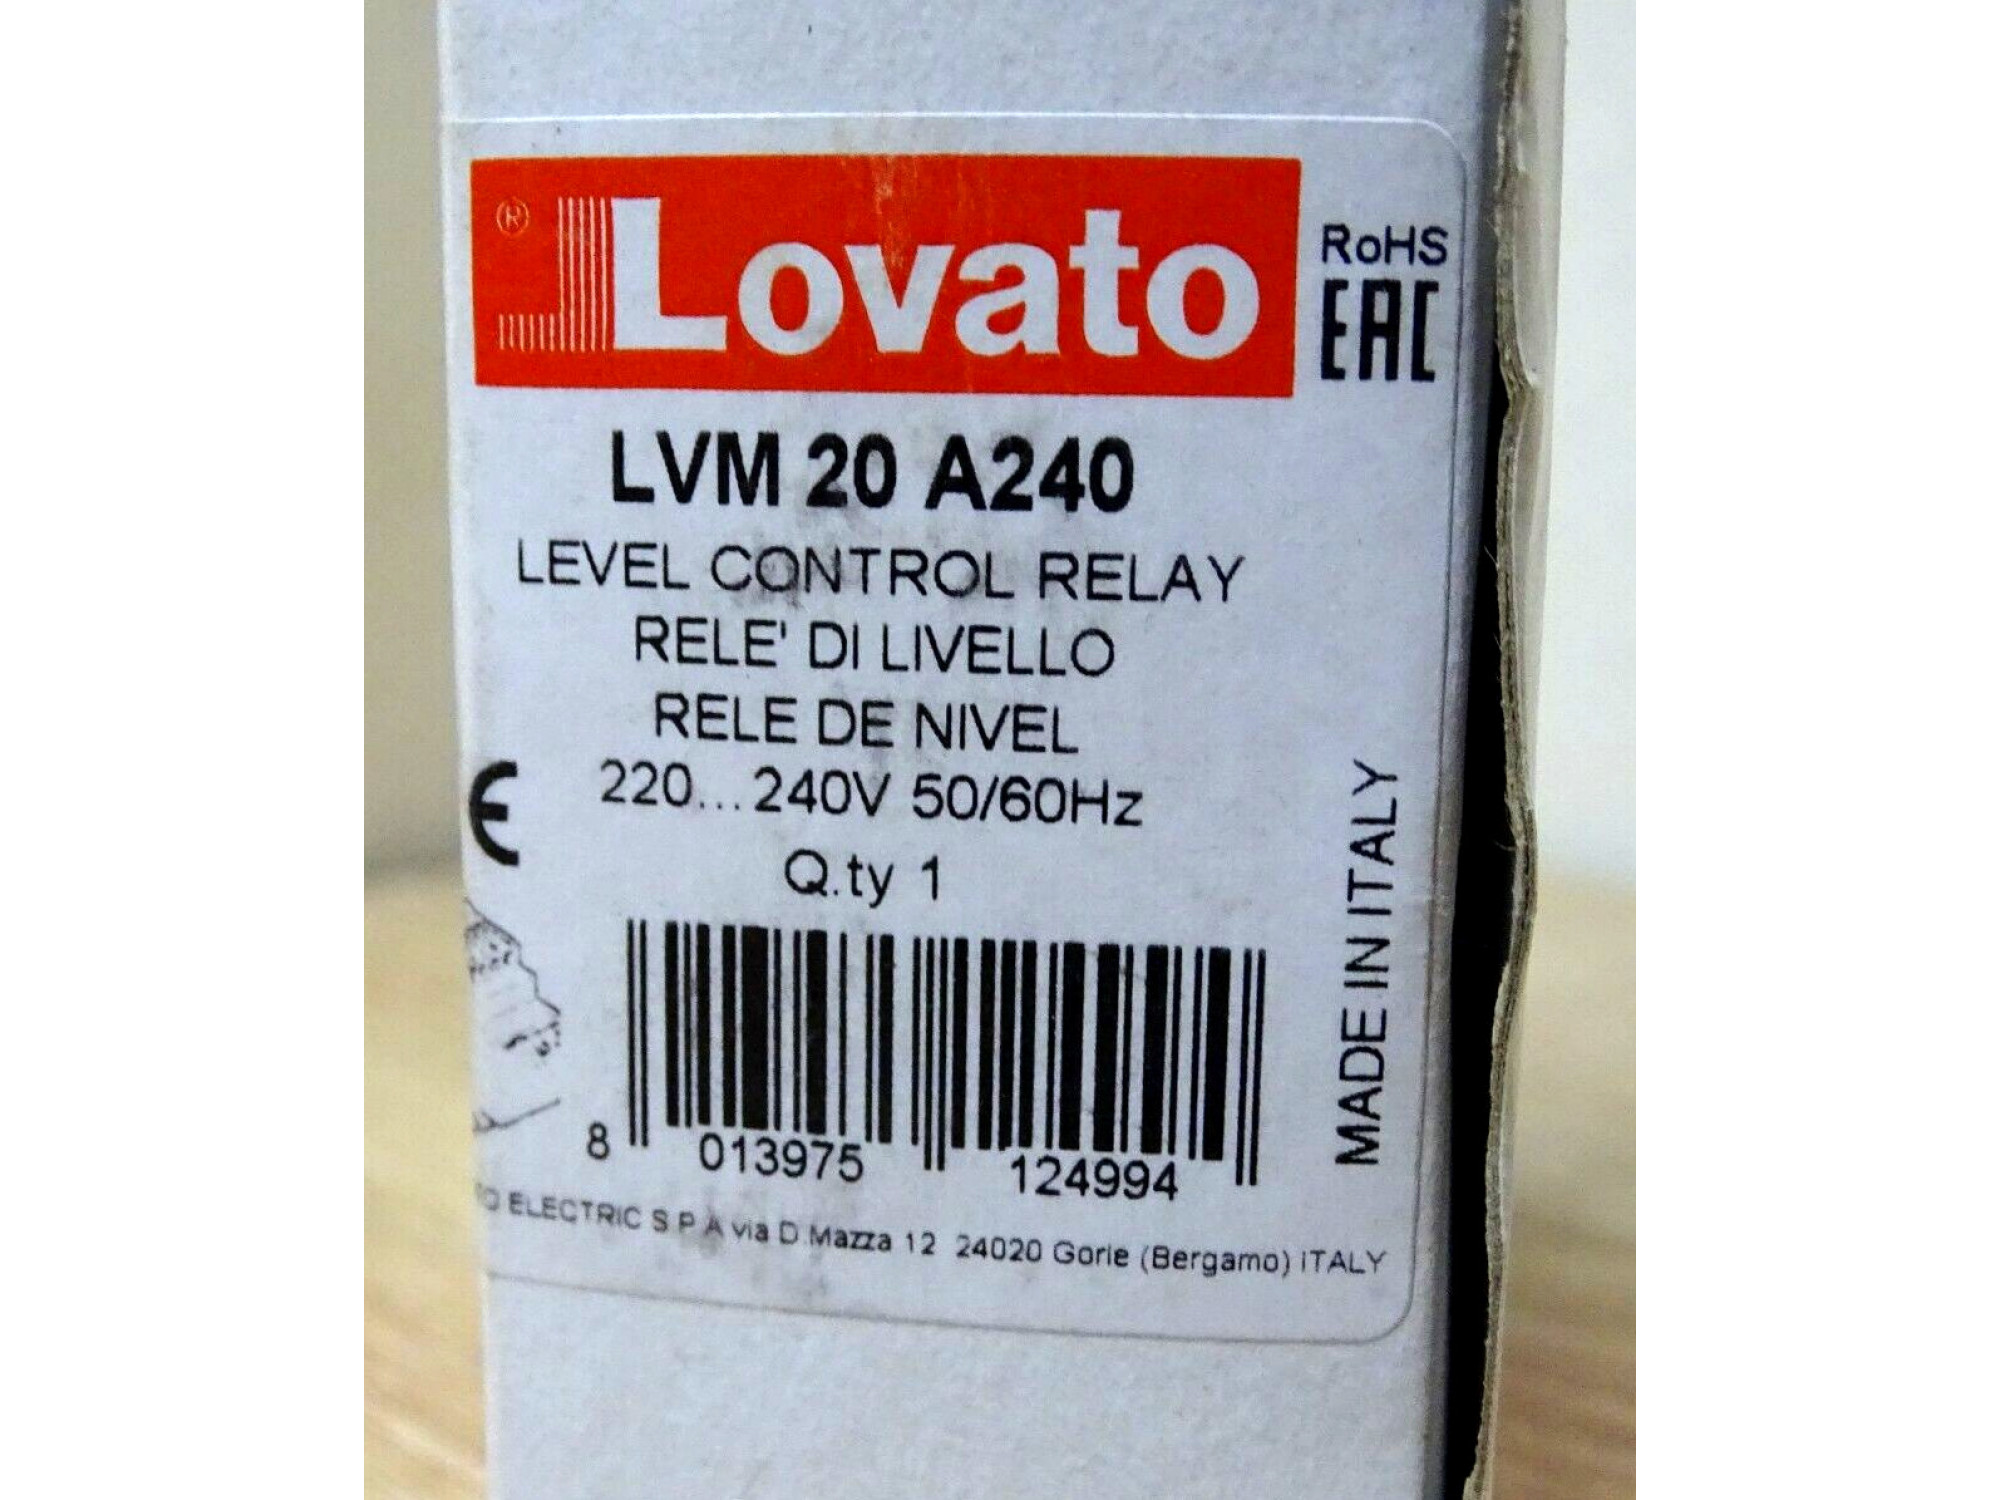 ® Lovato
RoHS
EAC
LVM 20 A240
LEVEL CONTROL RELAY
RELE' DI LIVELLO
RELE DE NIVEL
220...240V 50/60Hz
CE
Q.ty 1
MADE IN ITALY
8 013975 124994
ELECTRIC S.P.A via D.Mazza 12 24020 Gorle (Bergamo) ITALY